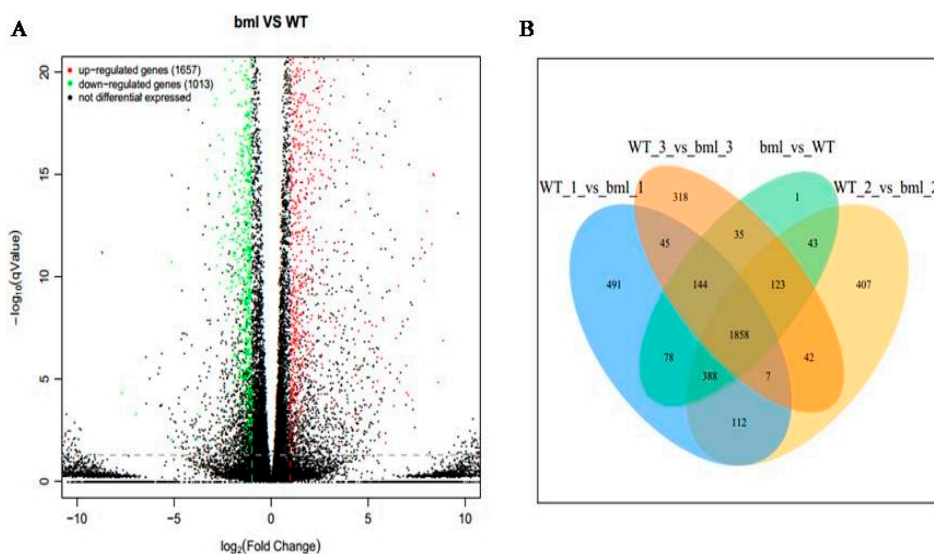 A
bml VS WT
B
up−regulated genes (1657)
down−regulated genes (1013)
not differential expressed
20
15
10
5
0
−log10(qValue)
−10
−5
0
5
10
log2(Fold Change)
WT_3_vs_bml_3
bml_vs_WT
WT_1_vs_bml_1
WT_2_vs_bml_2
318
1
45
35
43
491
144
123
407
1858
78
42
388
7
112